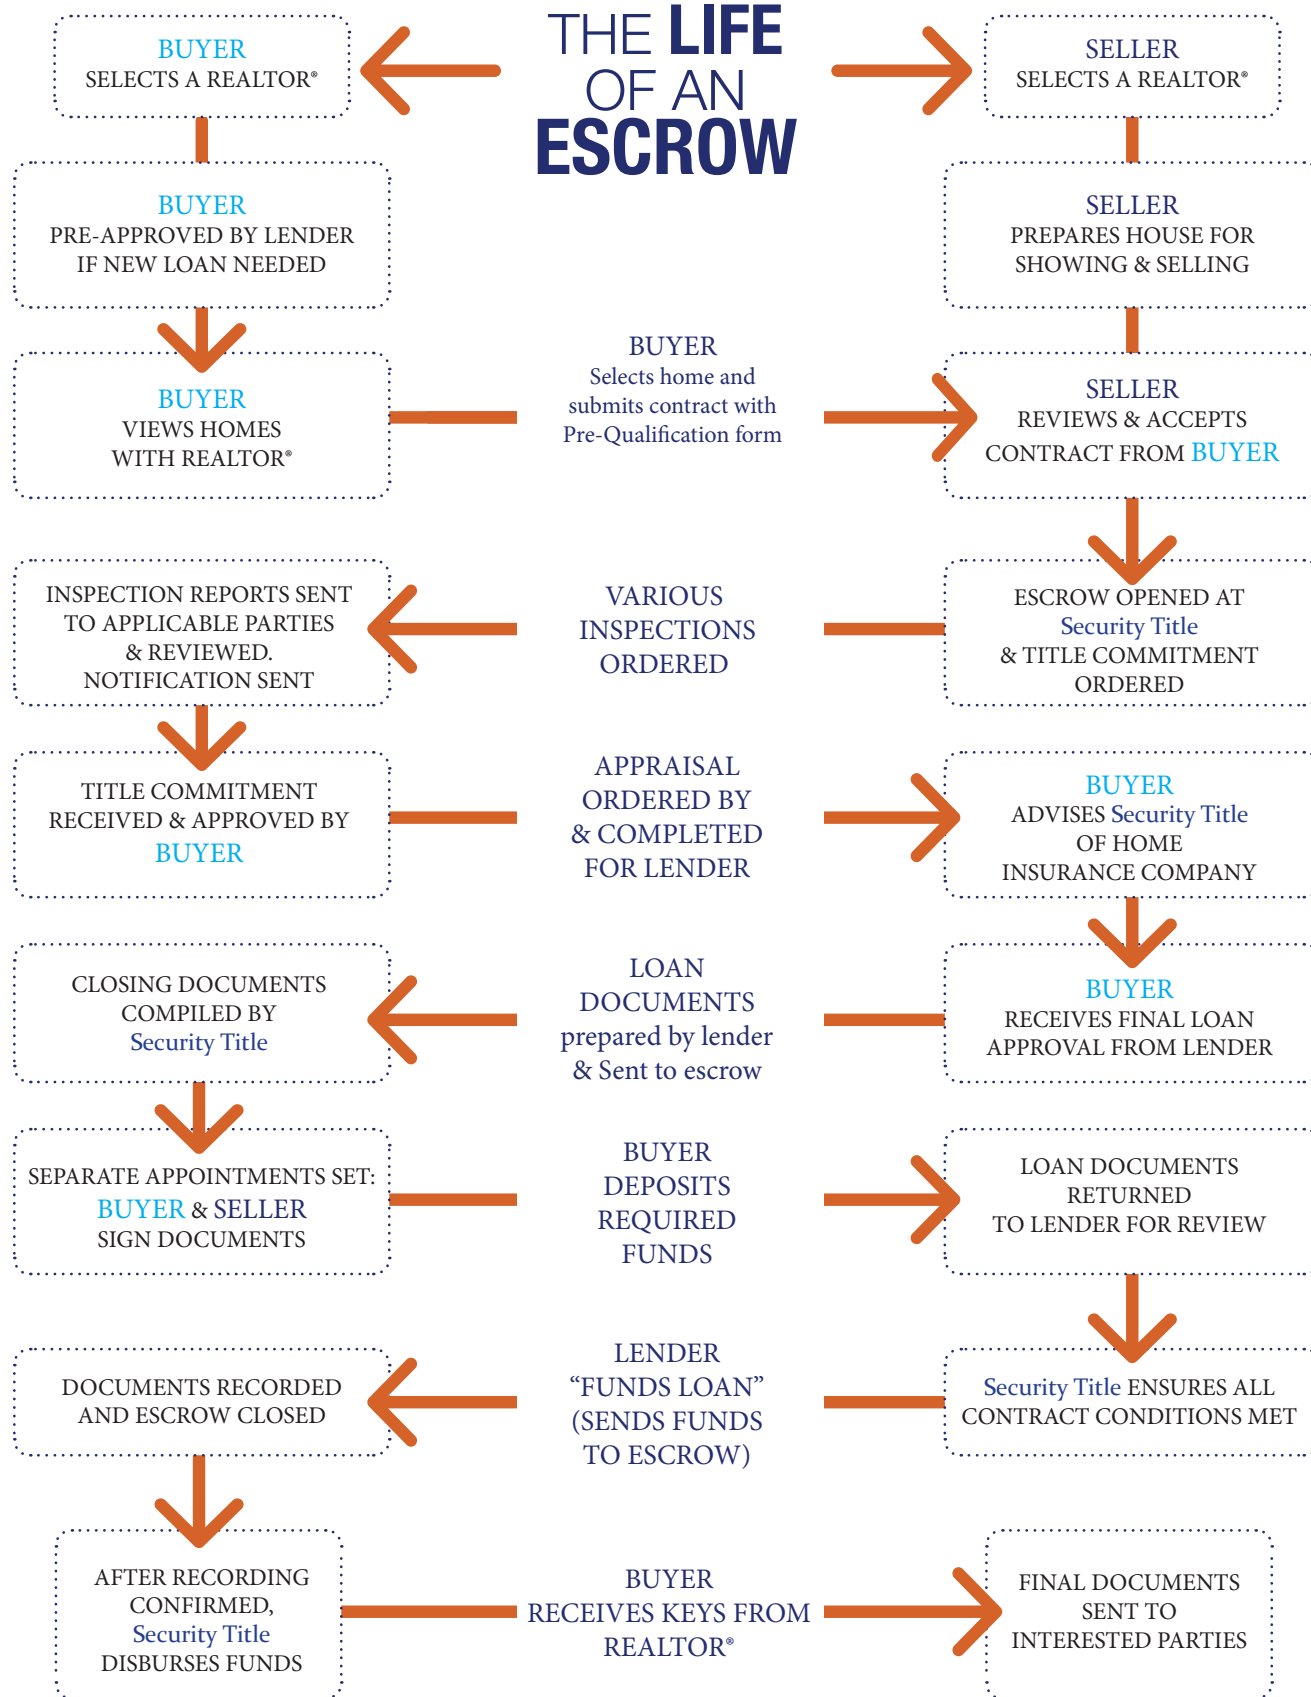 THE LIFE
OF AN
ESCROW
BUYER
SELECTS A REALTOR®
SELLER
SELECTS A REALTOR®
BUYER
PRE-APPROVED BY LENDER
IF NEW LOAN NEEDED
SELLER
PREPARES HOUSE FOR
SHOWING & SELLING
BUYER
VIEWS HOMES
WITH REALTOR®
BUYER
Selects home and
submits contract with
Pre-Qualification form
SELLER
REVIEWS & ACCEPTS
CONTRACT FROM BUYER
ESCROW OPENED AT
Security Title
& TITLE COMMITMENT
ORDERED
VARIOUS
INSPECTIONS
ORDERED
INSPECTION REPORTS SENT
TO APPLICABLE PARTIES
& REVIEWED.
NOTIFICATION SENT
TITLE COMMITMENT
RECEIVED & APPROVED BY
BUYER
APPRAISAL
ORDERED BY
& COMPLETED
FOR LENDER
BUYER
ADVISES Security Title
OF HOME
INSURANCE COMPANY
BUYER
RECEIVES FINAL LOAN
APPROVAL FROM LENDER
LOAN
DOCUMENTS
prepared by lender
& Sent to escrow
CLOSING DOCUMENTS
COMPILED BY
Security Title
SEPARATE APPOINTMENTS SET:
BUYER & SELLER
SIGN DOCUMENTS
BUYER
DEPOSITS
REQUIRED
FUNDS
LOAN DOCUMENTS
RETURNED
TO LENDER FOR REVIEW
Security Title ENSURES ALL
CONTRACT CONDITIONS MET
LENDER
“FUNDS LOAN”
(SENDS FUNDS
TO ESCROW)
DOCUMENTS RECORDED
AND ESCROW CLOSED
AFTER RECORDING
CONFIRMED,
Security Title
DISBURSES FUNDS
BUYER
RECEIVES KEYS FROM
REALTOR®
FINAL DOCUMENTS
SENT TO
INTERESTED PARTIES